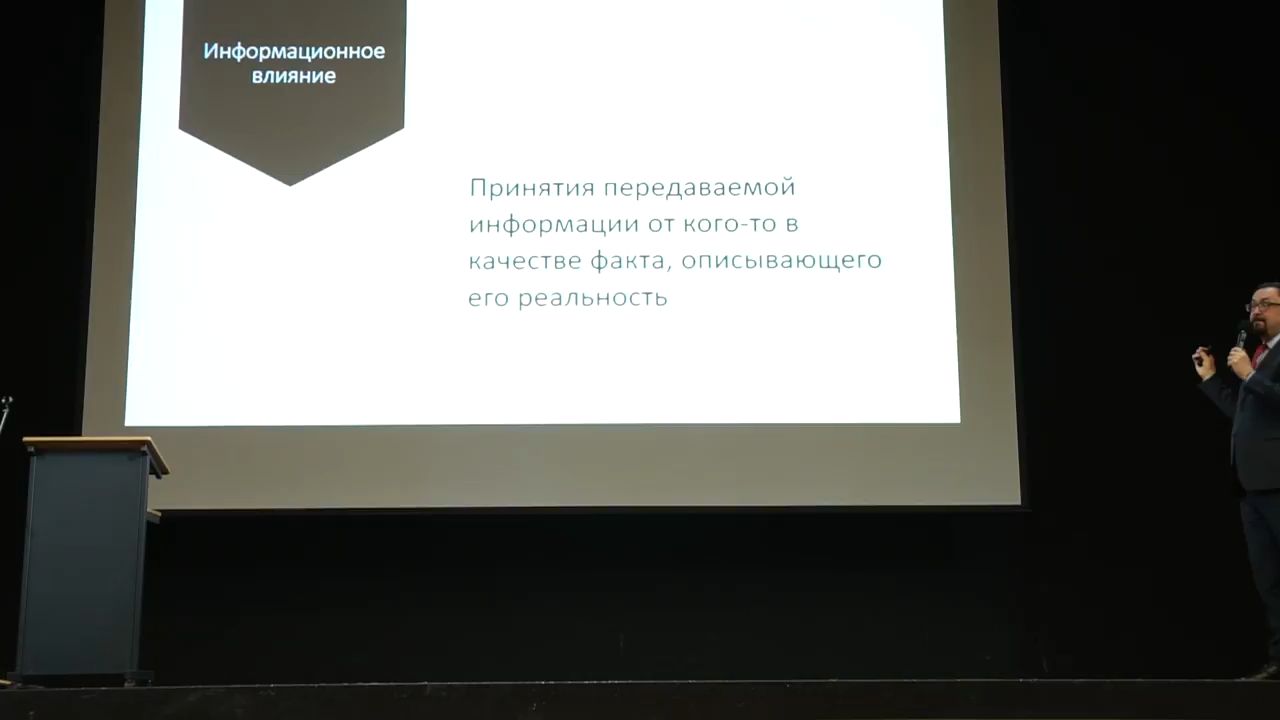 Информационное
влияние
Принятия передаваемой
информации от кого-то в
качестве факта, описывающего
его реальность